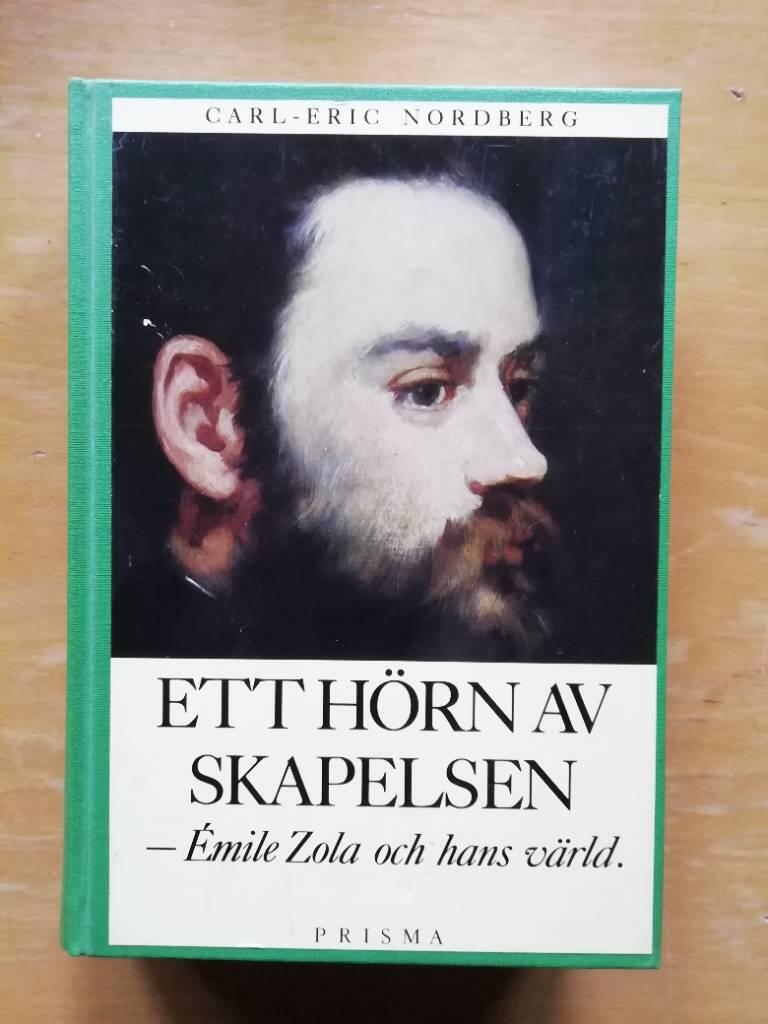 CARL-ERIC NORDBERG
ETT HÖRN AV
SKAPELSEN
– Émile Zola och hans värld.
PRISMA